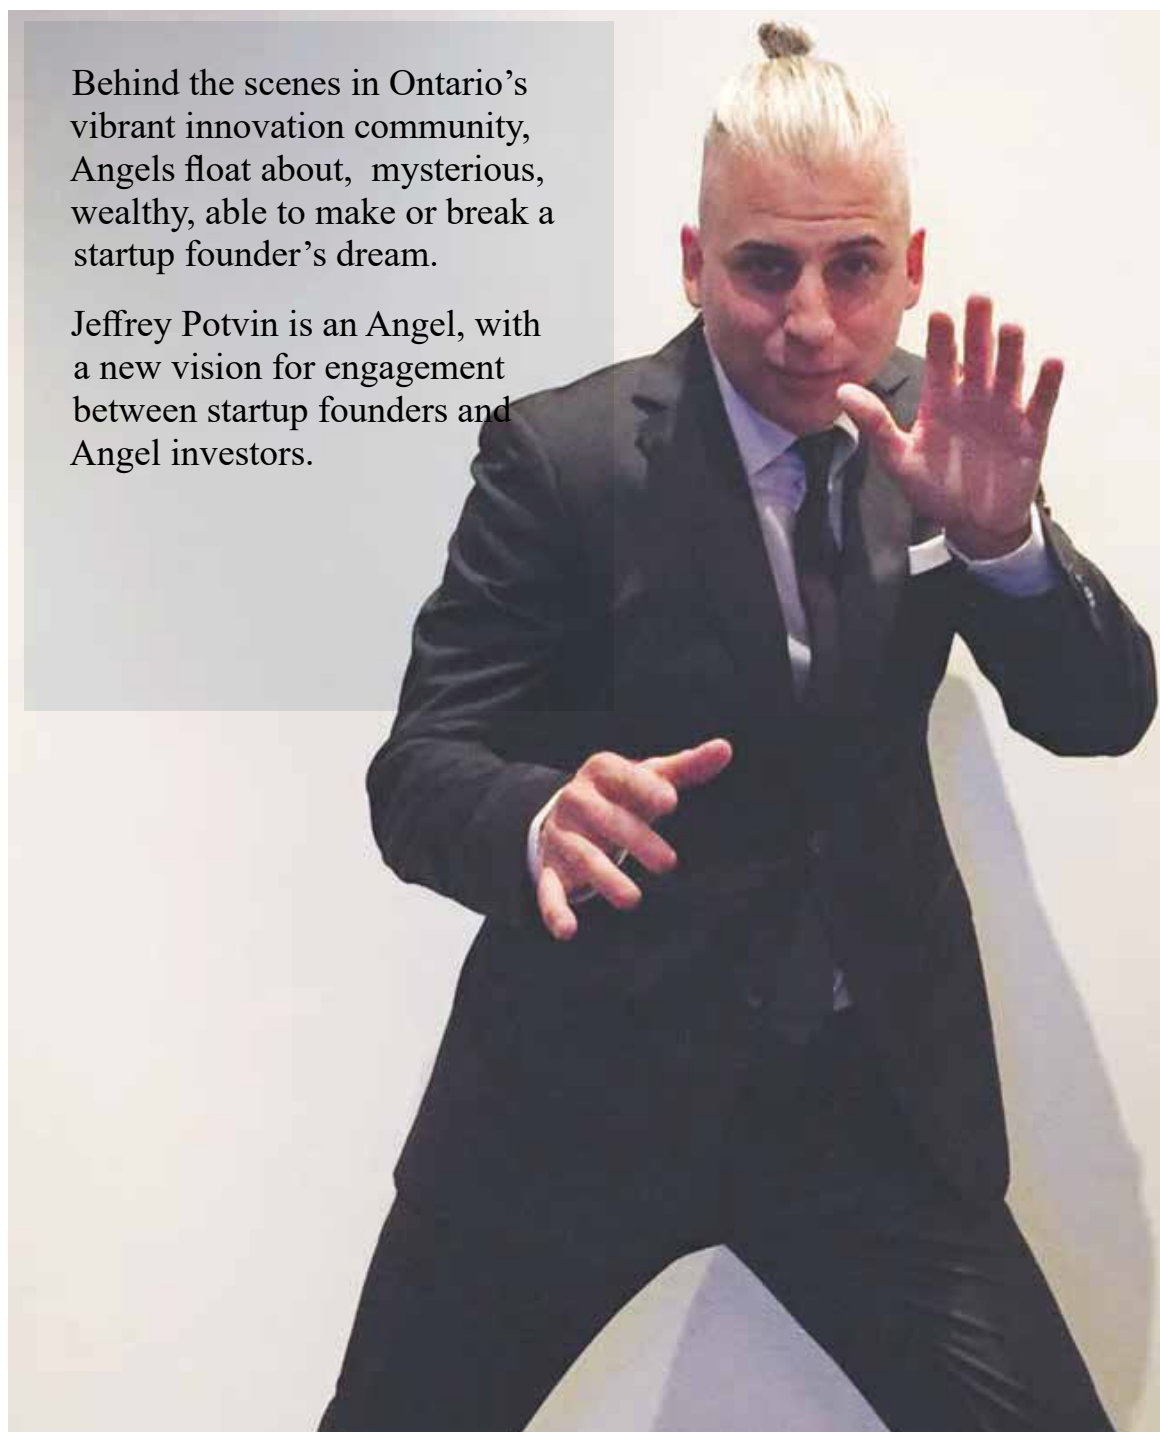 Behind the scenes in Ontario’s
vibrant innovation community,
Angels float about,  mysterious,
wealthy, able to make or break a
startup founder’s dream.
Jeffrey Potvin is an Angel, with
a new vision for engagement
between startup founders and
Angel investors.